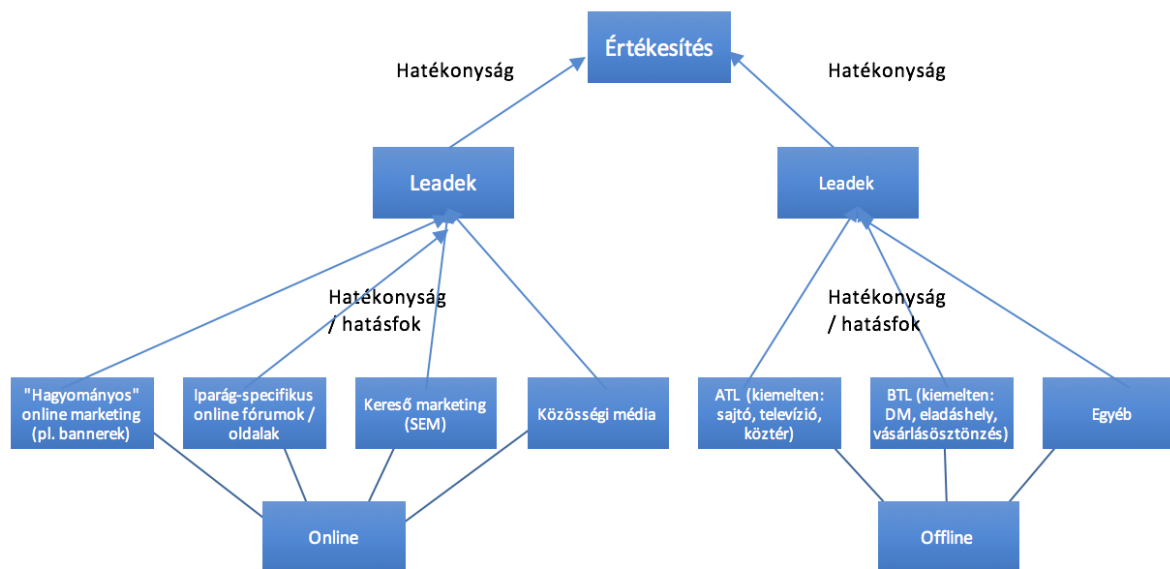 Értékesítés
Hatékonyság
Hatékonyság
Leadek
Leadek
Hatékonyság
/ hatásfok
Hatékonyság
/ hatásfok
"Hagyományos"
online marketing
(pl. bannerek)
Iparág-specifikus
online fórumok /
oldalak
Kereső marketing
(SEM)
Közösségi média
ATL (kiemelten:
sajtó, televízió,
köztér)
BTL (kiemelten:
DM, eladáshely,
vásárlásösztönzés)
Egyéb
Online
Offline